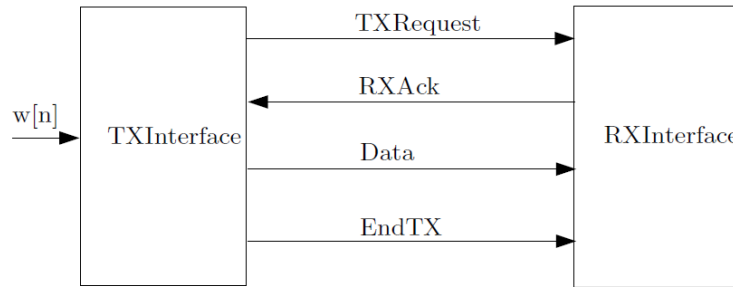 TXRequest
RXAck
w[n]
TXInterface
RXInterface
Data
EndTX